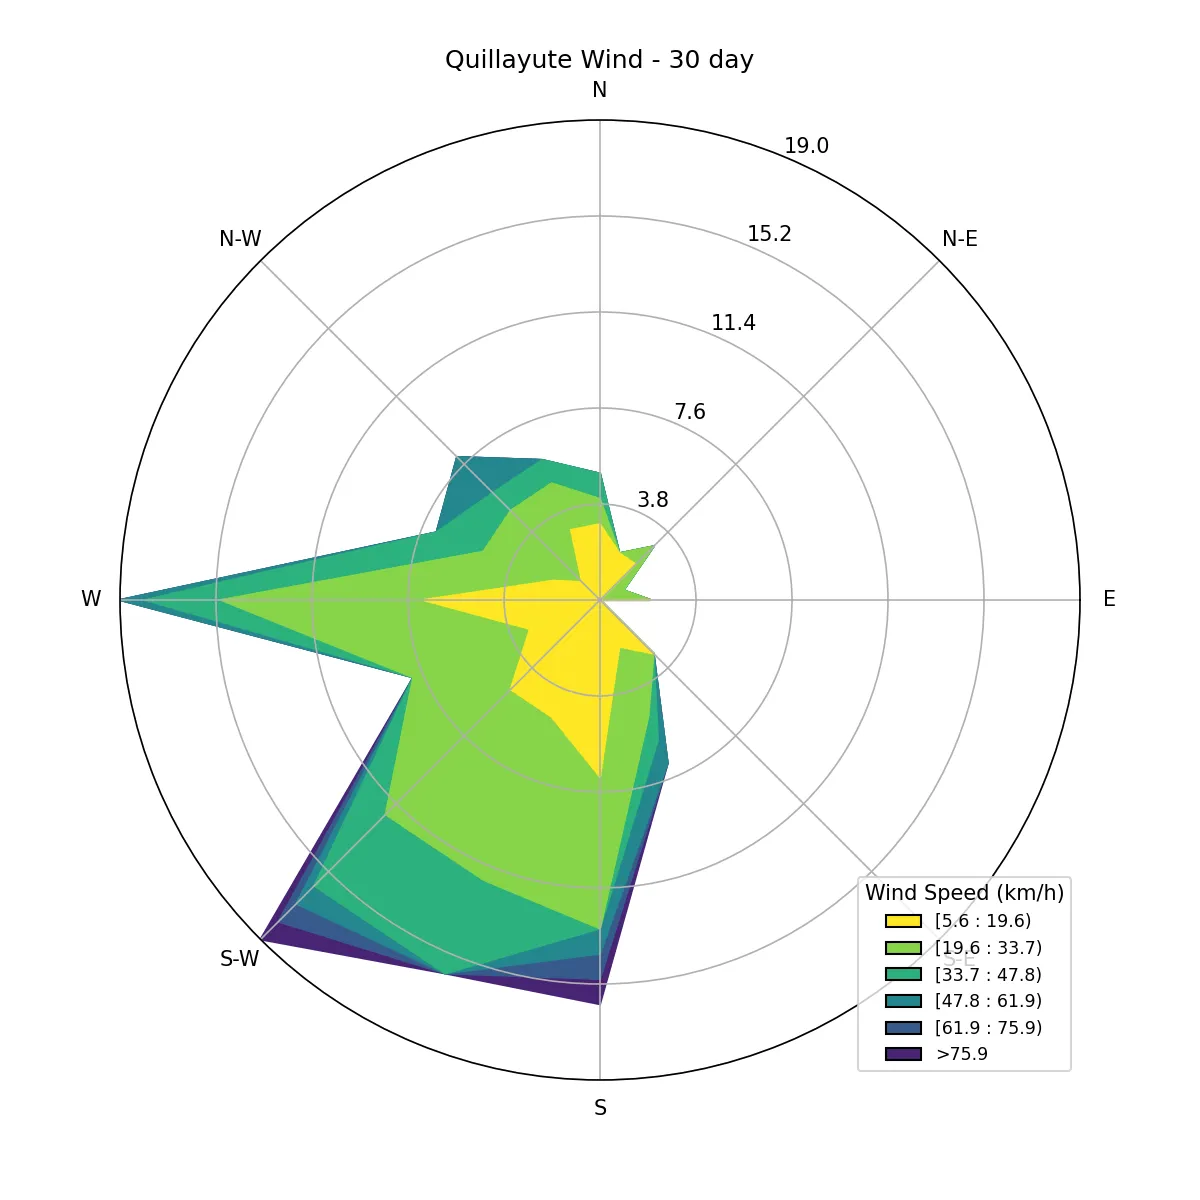 Quillayute Wind - 30 day
N
19.0
15.2
N-W
N-E
11.4
7.6
3.8
W
E
S-W
S-E
S
Wind Speed (km/h)
[5.6 : 19.6)
[19.6 : 33.7)
[33.7 : 47.8)
[47.8 : 61.9)
[61.9 : 75.9)
>75.9